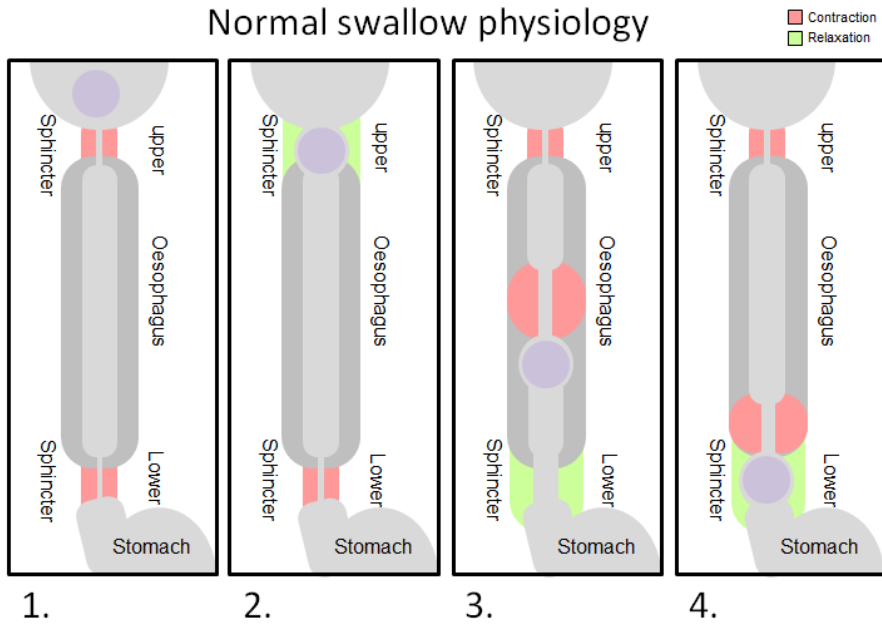 Normal swallow physiology
Contraction
Relaxation
Sphincter
upper
Oesophagus
Sphincter
Lower
Stomach
1.
Sphincter
upper
Oesophagus
Sphincter
Lower
Stomach
2.
Sphincter
upper
Oesophagus
Sphincter
Lower
3.
Sphincter
upper
Oesophagus
Sphincter
Lower
Stomach
4.